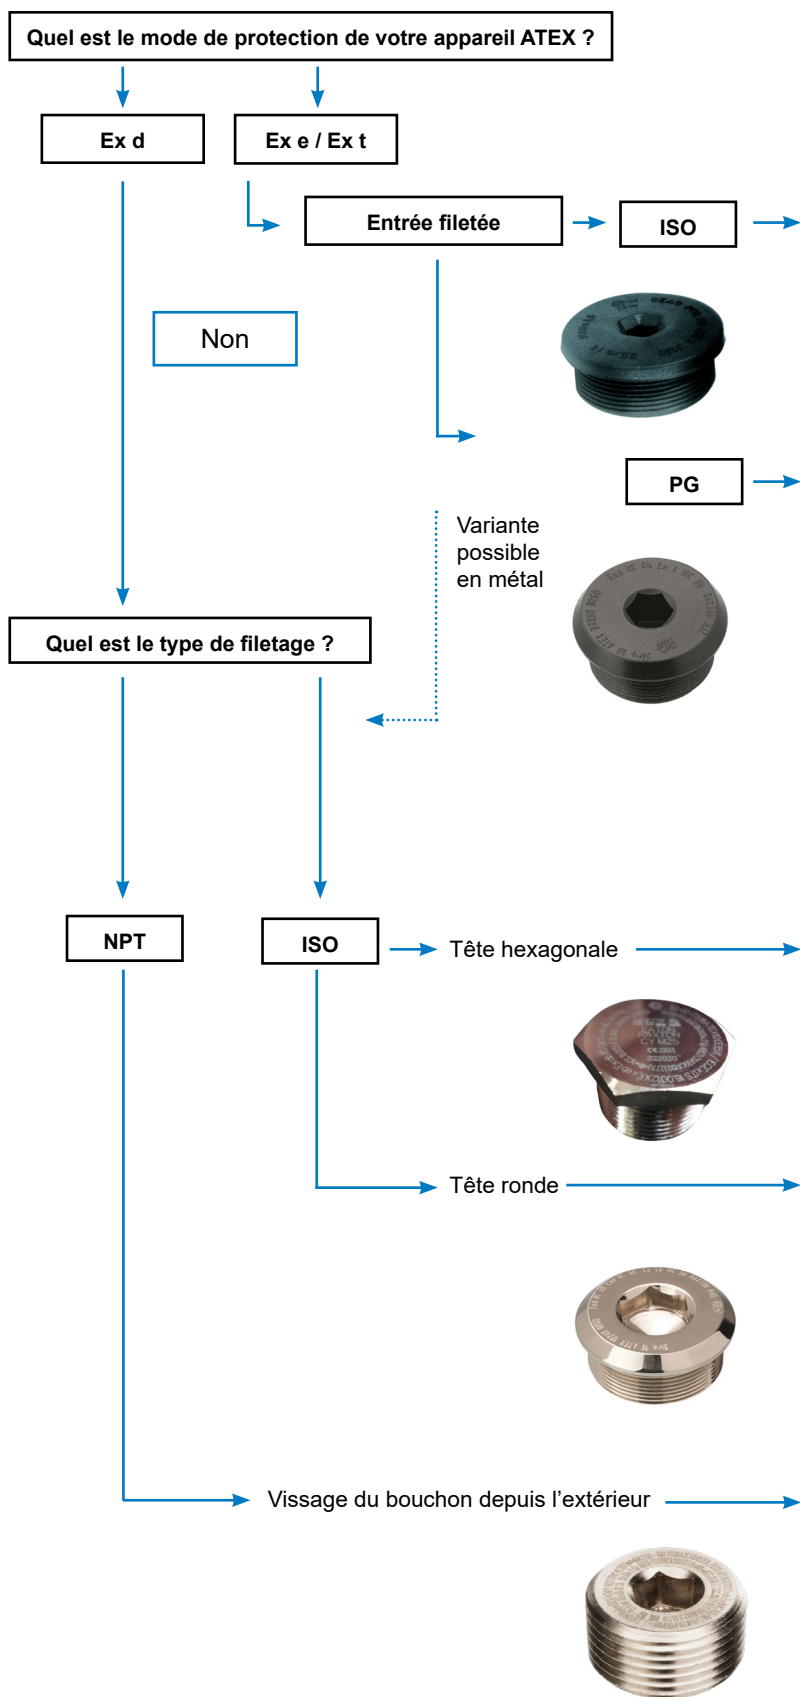 Quel est le mode de protection de votre appareil ATEX ?
Ex d
Ex e / Ex t
Entrée filetée
ISO
Non
PG
Variante
possible
en métal
Quel est le type de filetage ?
NPT
ISO
Tête hexagonale
CY M25
Tête ronde
Vissage du bouchon depuis l’extérieur